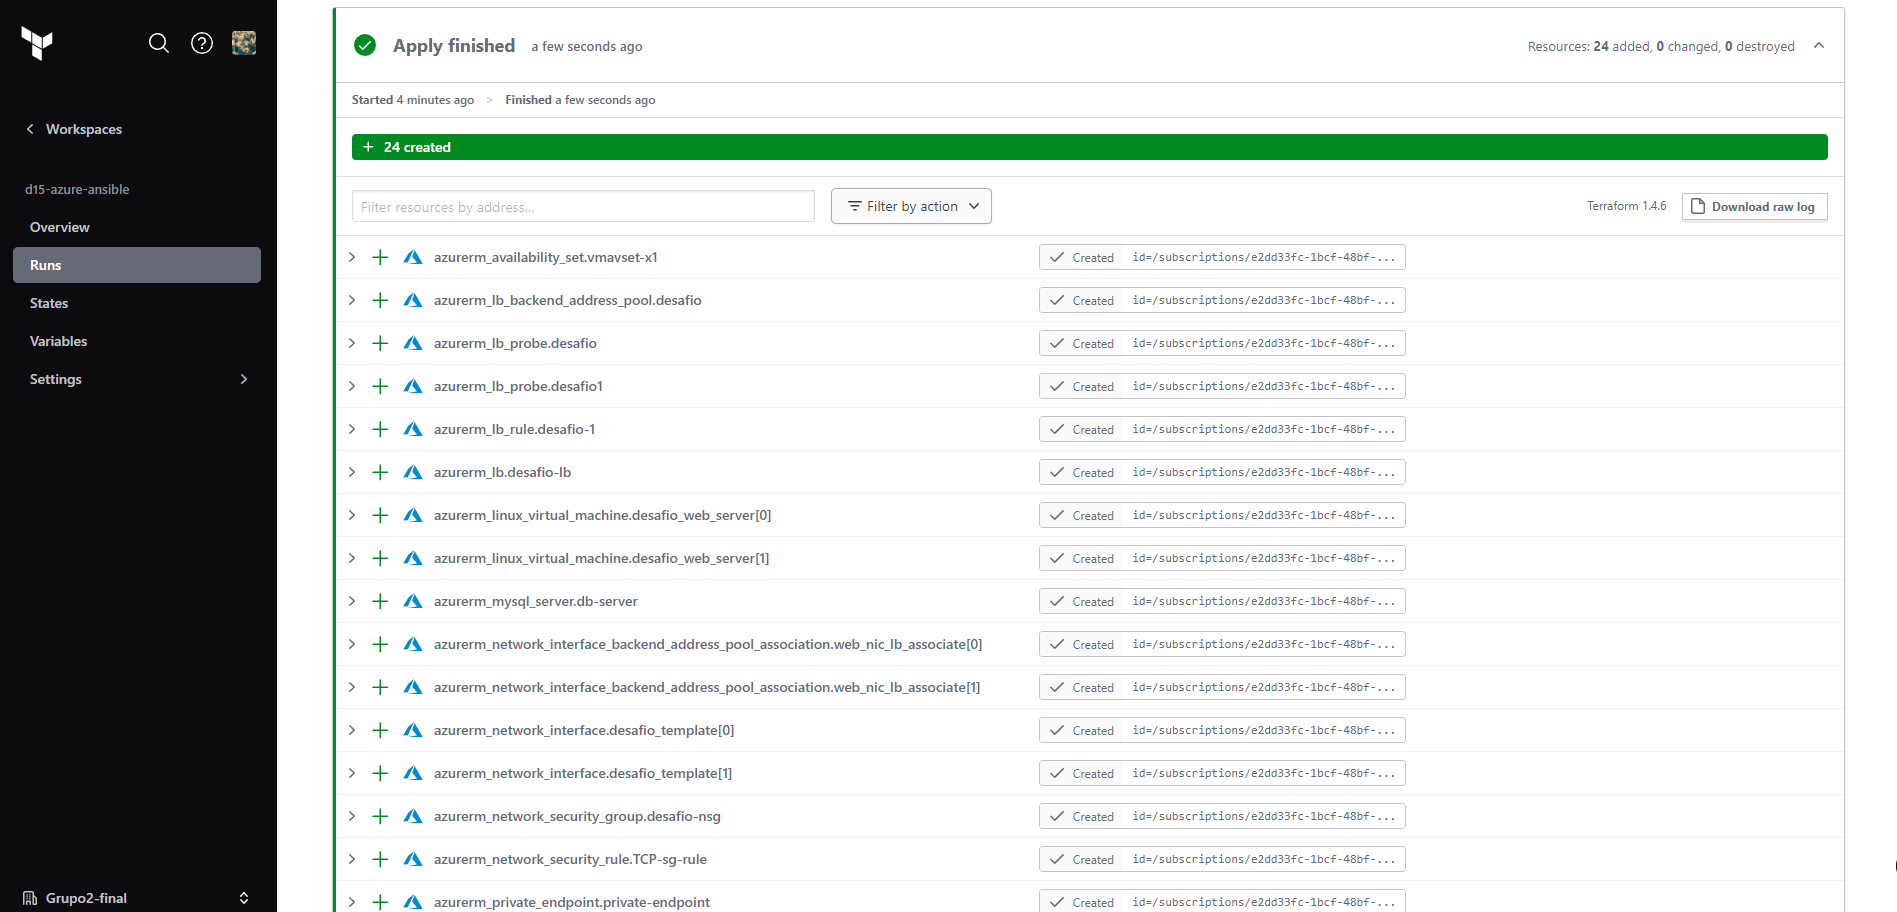 Workspaces
d15-azure-ansible
Overview
Runs
States
Variables
Settings
Grupo2-final
Apply finished a few seconds ago
Resources: 24 added, 0 changed, 0 destroyed
Started 4 minutes ago > Finished a few seconds ago
+ 24 created
Filter resources by address...
Filter by action
Terraform 1.4.6
Download raw log
azurerm_availability_set.vmavset-x1 Created id=/subscriptions/e2dd33fc-1bcf-48bf-...
azurerm_lb_backend_address_pool.desafio Created id=/subscriptions/e2dd33fc-1bcf-48bf-...
azurerm_lb_probe.desafio Created id=/subscriptions/e2dd33fc-1bcf-48bf-...
azurerm_lb_probe.desafio1 Created id=/subscriptions/e2dd33fc-1bcf-48bf-...
azurerm_lb_rule.desafio-1 Created id=/subscriptions/e2dd33fc-1bcf-48bf-...
azurerm_lb.desafio-lb Created id=/subscriptions/e2dd33fc-1bcf-48bf-...
azurerm_linux_virtual_machine.desafio_web_server[0] Created id=/subscriptions/e2dd33fc-1bcf-48bf-...
azurerm_linux_virtual_machine.desafio_web_server[1] Created id=/subscriptions/e2dd33fc-1bcf-48bf-...
azurerm_mysql_server.db-server Created id=/subscriptions/e2dd33fc-1bcf-48bf-...
azurerm_network_interface_backend_address_pool_association.web_nic_lb_associate[0] Created id=/subscriptions/e2dd33fc-1bcf-48bf-...
azurerm_network_interface_backend_address_pool_association.web_nic_lb_associate[1] Created id=/subscriptions/e2dd33fc-1bcf-48bf-...
azurerm_network_interface.desafio_template[0] Created id=/subscriptions/e2dd33fc-1bcf-48bf-...
azurerm_network_interface.desafio_template[1] Created id=/subscriptions/e2dd33fc-1bcf-48bf-...
azurerm_network_security_group.desafio-nsg Created id=/subscriptions/e2dd33fc-1bcf-48bf-...
azurerm_network_security_rule.TCP-sg-rule Created id=/subscriptions/e2dd33fc-1bcf-48bf-...
azurerm_private_endpoint.private-endpoint Created id=/subscriptions/e2dd33fc-1bcf-48bf-...